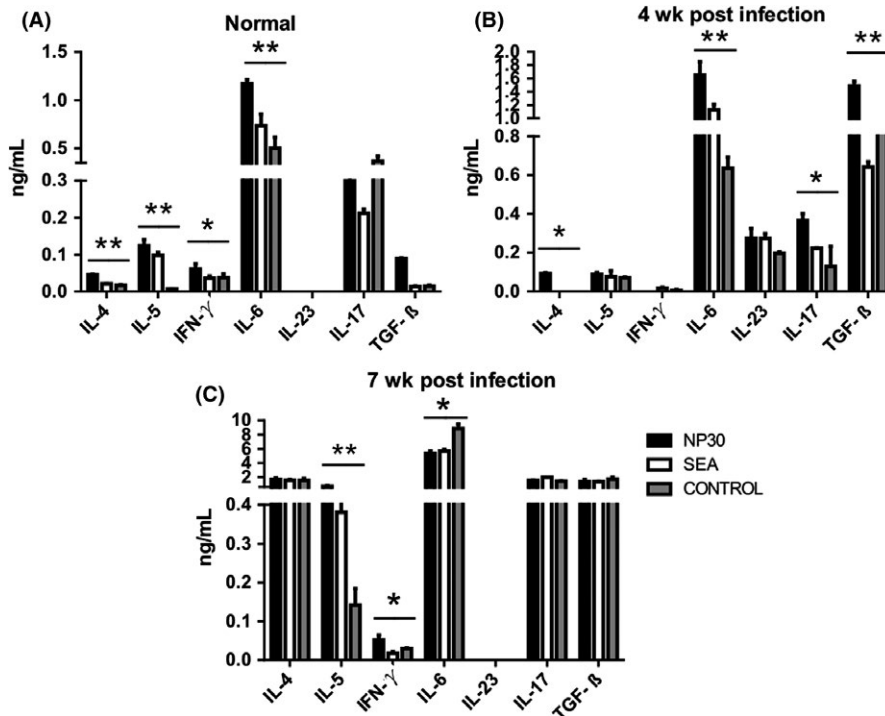 (A)
Normal
ng/mL
1.5
1.0
0.5
0.3
0.2
0.1
0.0
**
**
*
**
IL-4
IL-5
IFN-γ
IL-6
IL-23
IL-17
TGF- ß
(B)
4 wk post infection
ng/mL
2.0
1.8
1.6
1.4
1.2
1.0
0.8
0.6
0.4
0.2
0.0
*
**
*
**
IL-4
IL-5
IFN-γ
IL-6
IL-23
IL-17
TGF- ß
(C)
7 wk post infection
ng/mL
10
8
6
4
2
0.4
0.3
0.2
0.1
0.0
**
*
*
IL-4
IL-5
IFN-γ
IL-6
IL-23
IL-17
TGF- ß
NP30
SEA
CONTROL